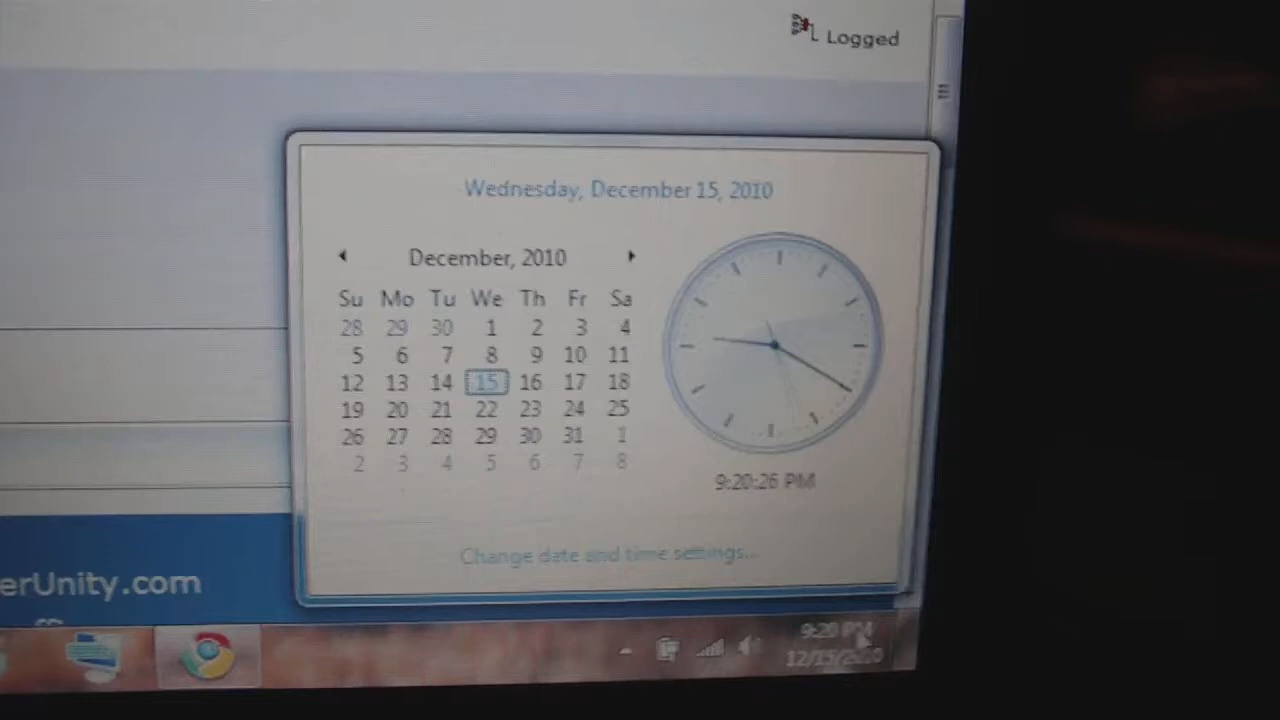 Logged
Wednesday, December 15, 2010
December, 2010
Su Mo Tu We Th Fr Sa
28 29 30 1 2 3 4
5 6 7 8 9 10 11
12 13 14 15 16 17 18
19 20 21 22 23 24 25
26 27 28 29 30 31 1
2 3 4 5 6 7 8
9:20:26 PM
Change date and time settings...
erUnity.com
9:20 PM
12/15/2010